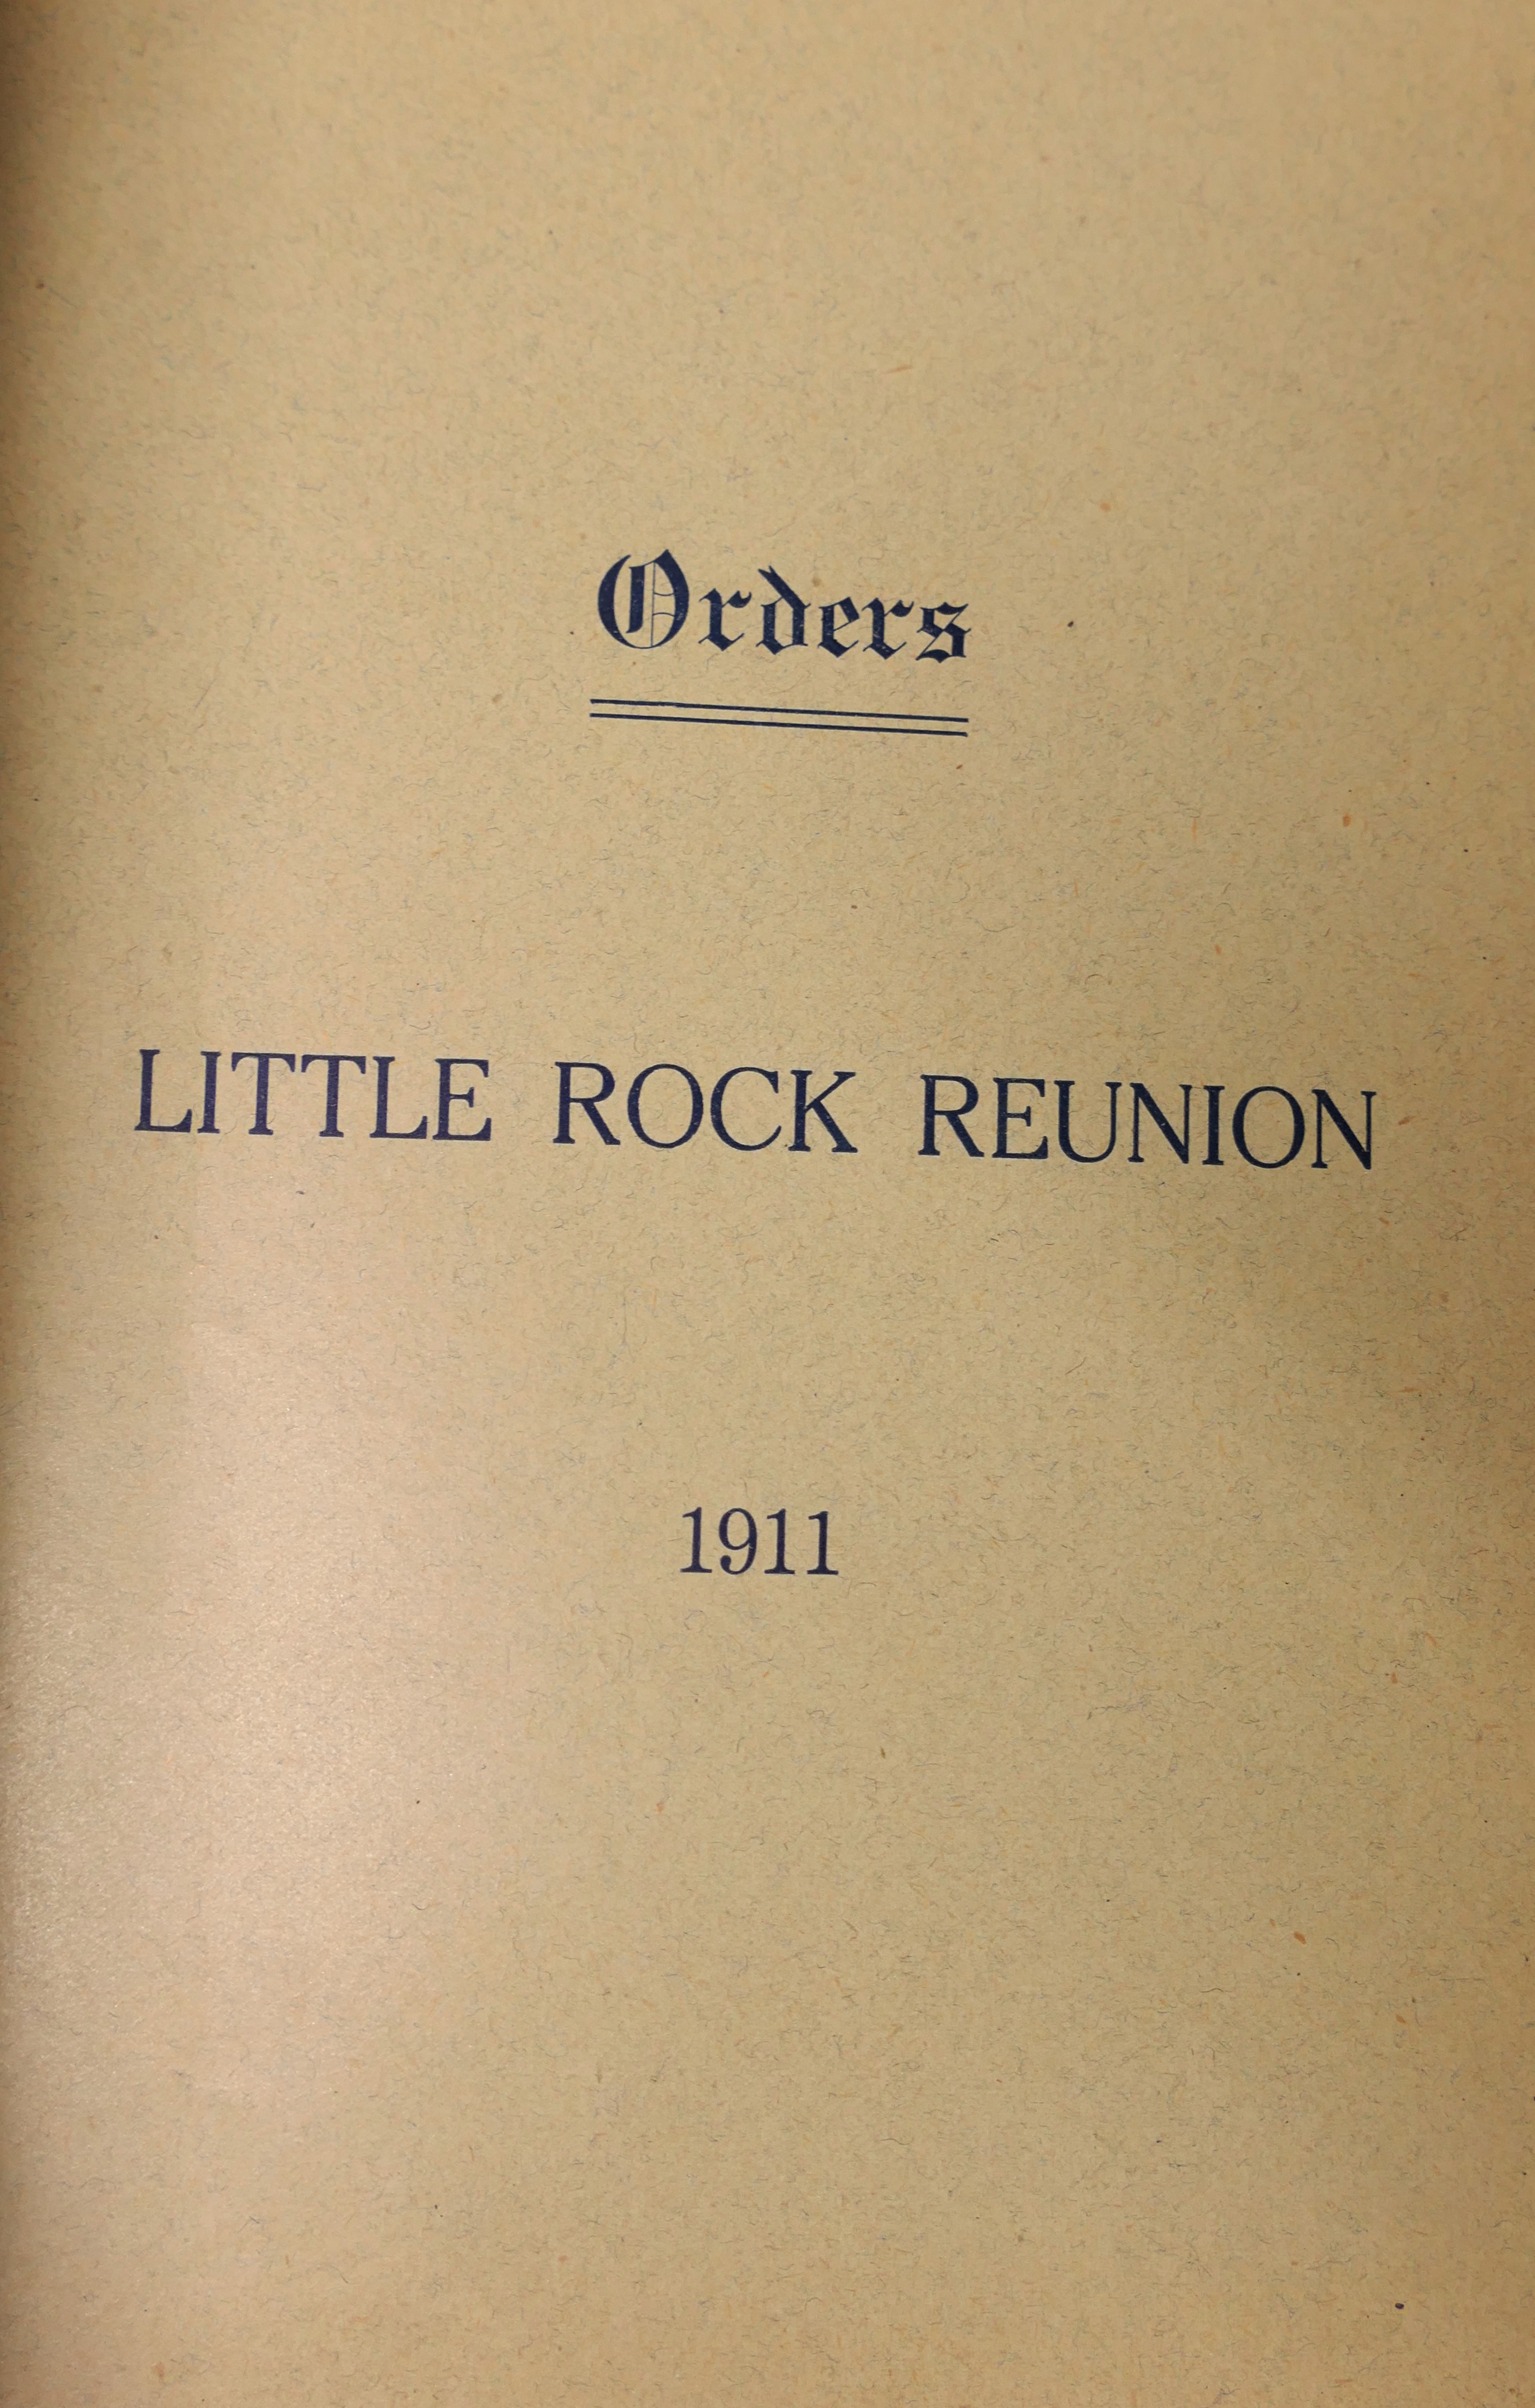 Orders
LITTLE ROCK REUNION
1911